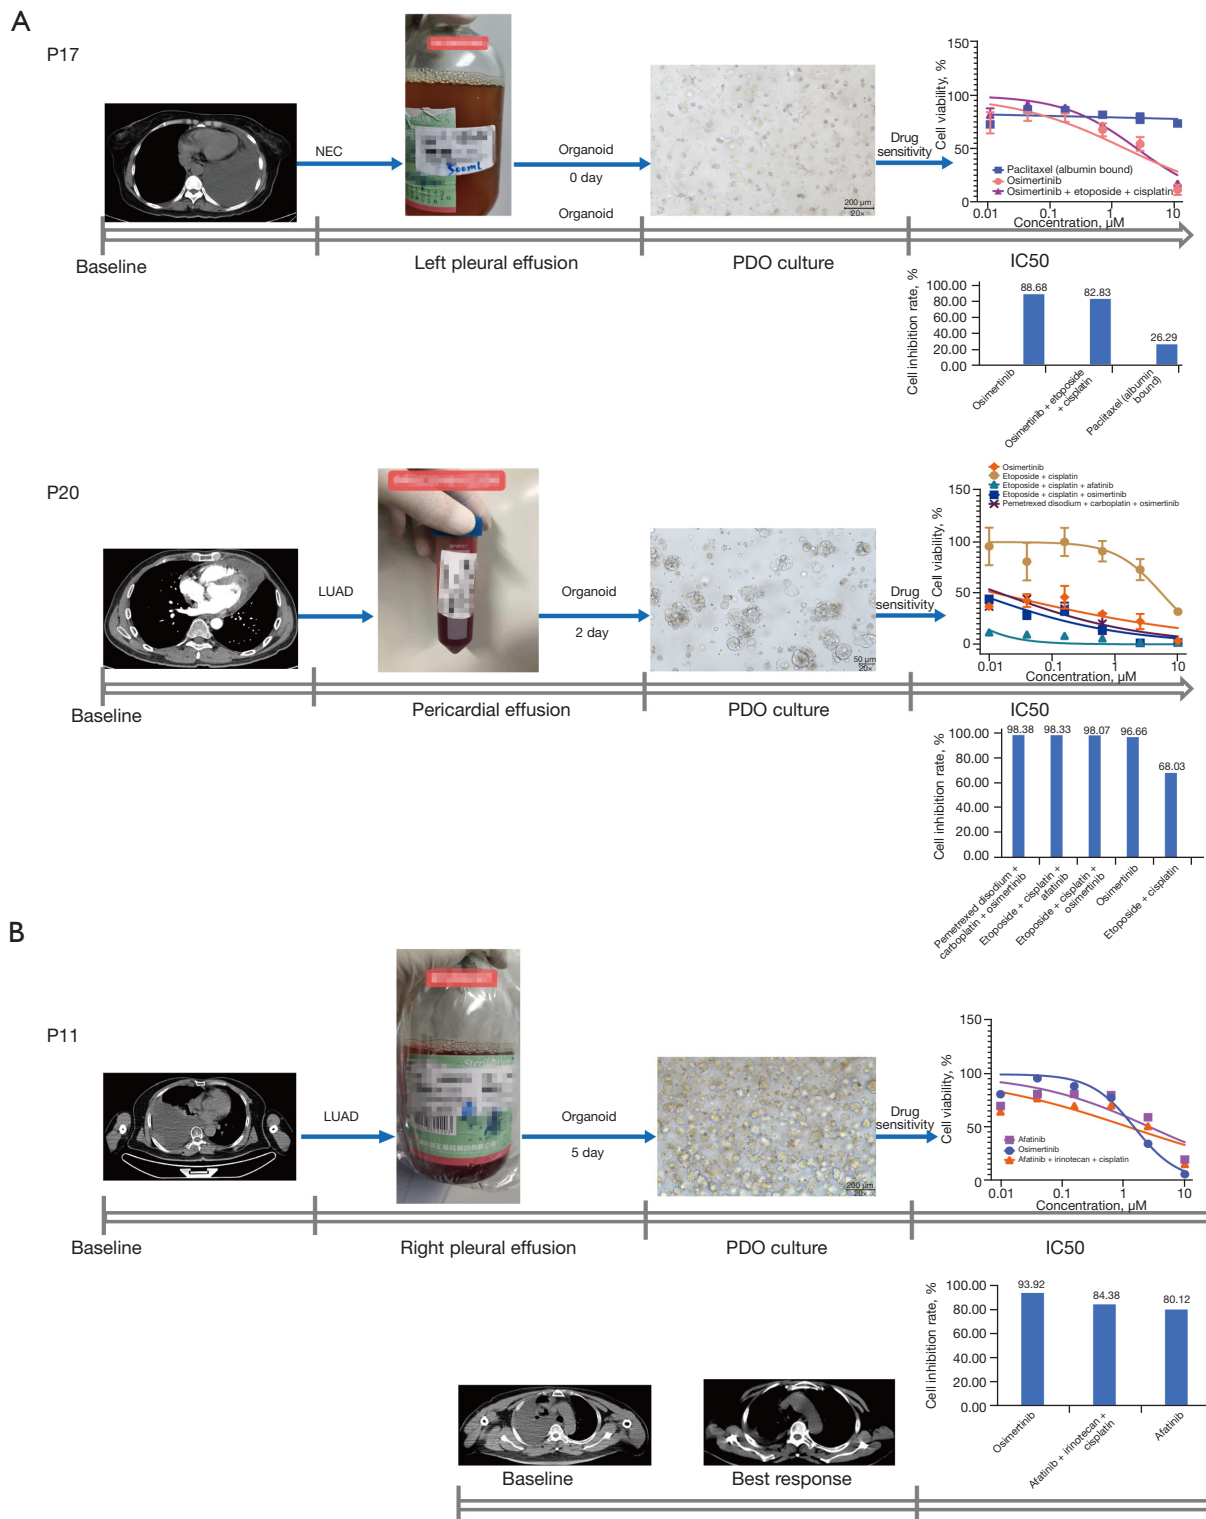 A
P17
NEC
300ml
Organoid
0 day
Organoid
200 µm
20×
Drug
sensitivity
Cell viability, %
150
100
50
0
Paclitaxel (albumin bound)
Osimertinib
Osimertinib + etoposide + cisplatin
0.01
0.1
1
10
Concentration, µM
Baseline
Left pleural effusion
PDO culture
IC50
Cell inhibition rate, %
100.00
80.00
60.00
40.00
20.00
0.00
88.68
82.83
26.29
Osimertinib
Osimertinib + etoposide
+ cisplatin
Paclitaxel (albumin
bound)
P20
LUAD
Organoid
2 day
50 µm
20×
Drug
sensitivity
Osimertinib
Etoposide + cisplatin
Etoposide + cisplatin + afatinib
Etoposide + cisplatin + osimertinib
Pemetrexed disodium + carboplatin + osimertinib
Cell viability, %
150
100
50
0
0.01
0.1
1
10
Concentration, µM
Baseline
Pericardial effusion
PDO culture
IC50
Cell inhibition rate, %
100.00
80.00
60.00
40.00
20.00
0.00
98.38
98.33
98.07
96.66
68.03
Pemetrexed disodium +
carboplatin + osimertinib
Etoposide + cisplatin +
afatinib
Etoposide + cisplatin +
osimertinib
Osimertinib
Etoposide + cisplatin
B
P11
LUAD
Organoid
5 day
200 µm
20×
Drug
sensitivity
Cell viability, %
150
100
50
0
Afatinib
Osimertinib
Afatinib + irinotecan + cisplatin
0.01
0.1
1
10
Concentration, µM
Baseline
Right pleural effusion
PDO culture
IC50
Cell inhibition rate, %
100.00
80.00
60.00
40.00
20.00
0.00
93.92
84.38
80.12
Osimertinib
Afatinib + irinotecan +
cisplatin
Afatinib
Baseline
Best response